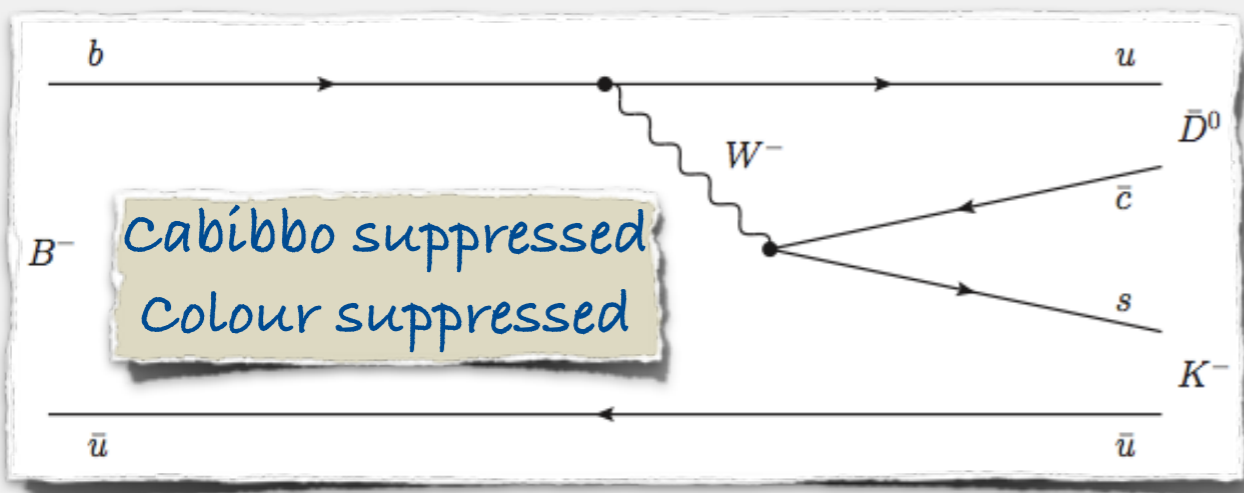 b
u
D̄⁰
W⁻
c̄
B⁻
Cabibbo suppressed
Colour suppressed
s
K⁻
ū
ū